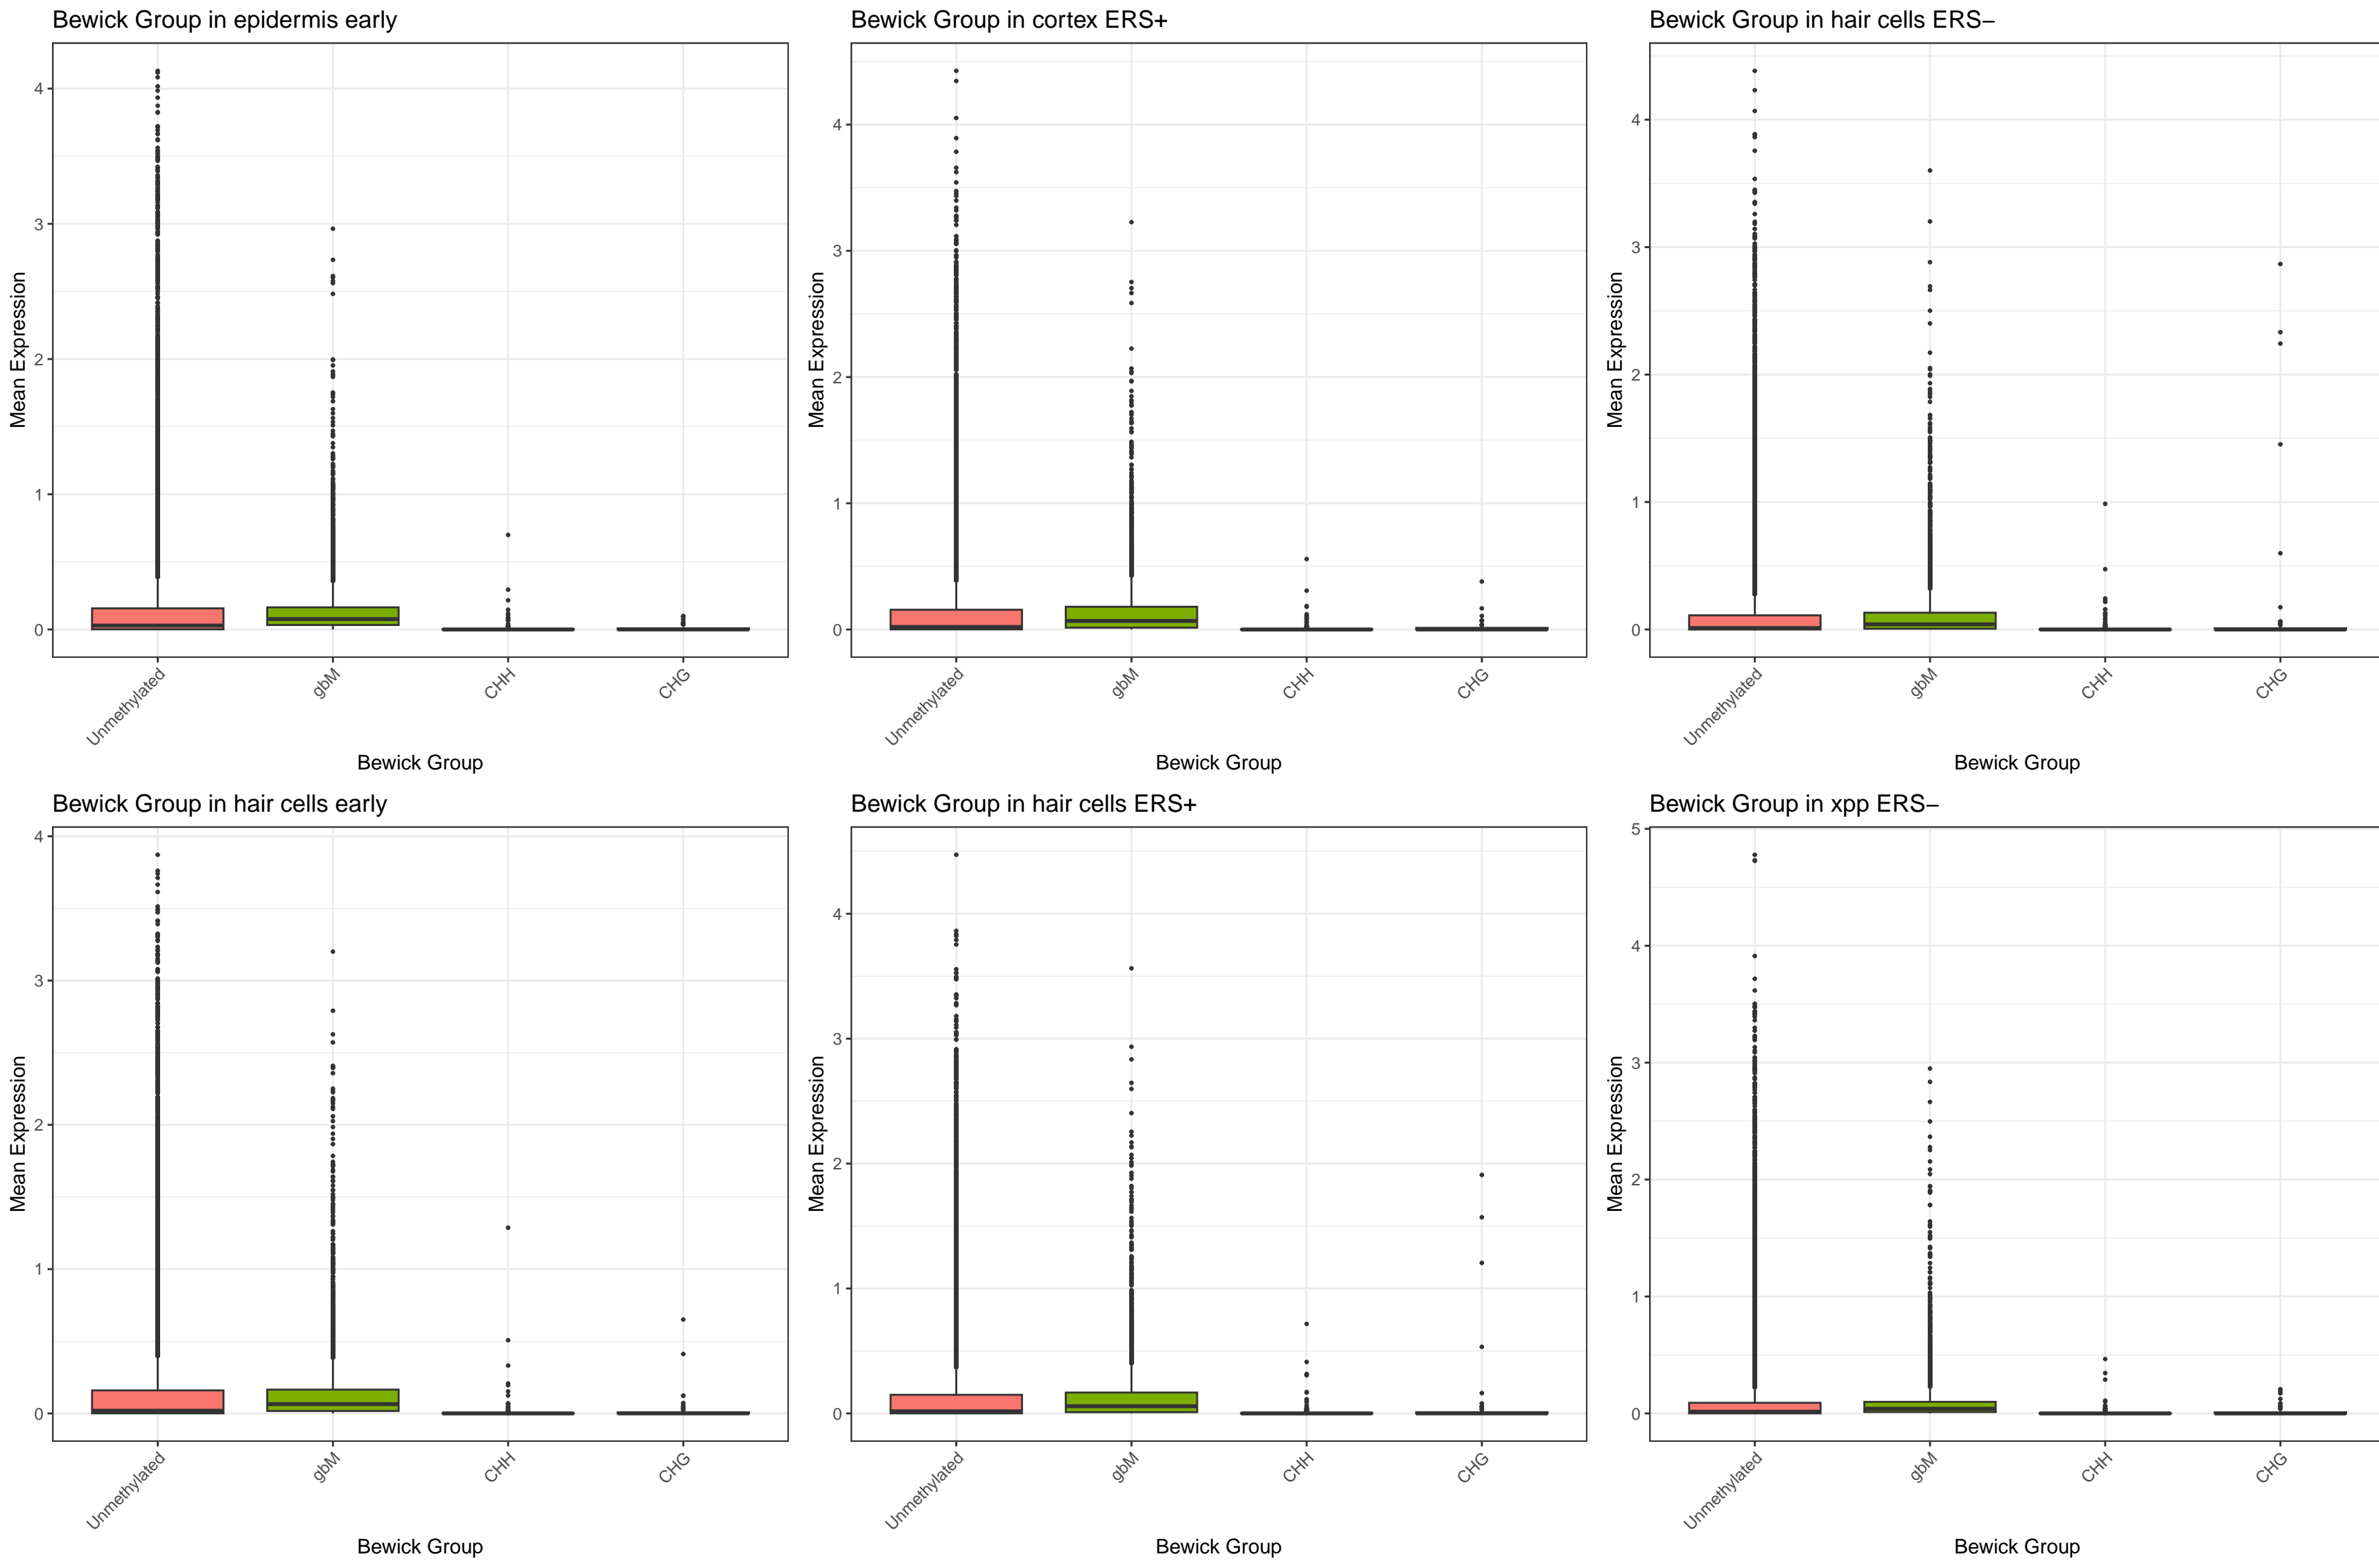 Bewick Group in epidermis early
Mean Expression
4
3
2
1
0
Unmethylated
gbM
CHH
CHG
Bewick Group
Bewick Group in cortex ERS+
Mean Expression
4
3
2
1
0
Unmethylated
gbM
CHH
CHG
Bewick Group
Bewick Group in hair cells ERS−
Mean Expression
4
3
2
1
0
Unmethylated
gbM
CHH
CHG
Bewick Group
Bewick Group in hair cells early
Mean Expression
4
3
2
1
0
Unmethylated
gbM
CHH
CHG
Bewick Group
Bewick Group in hair cells ERS+
Mean Expression
4
3
2
1
0
Unmethylated
gbM
CHH
CHG
Bewick Group
Bewick Group in xpp ERS−
Mean Expression
5
4
3
2
1
0
Unmethylated
gbM
CHH
CHG
Bewick Group